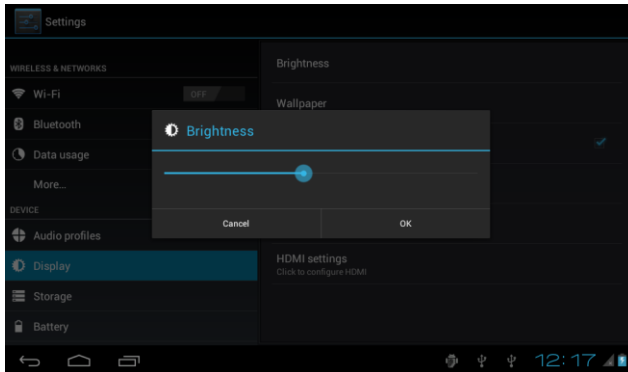 Settings
WIRELESS & NETWORKS
Wi-Fi
OFF
Bluetooth
Data usage
More...
DEVICE
Audio profiles
Display
Storage
Battery
Brightness
Wallpaper
HDMI settings
Click to configure HDMI
Brightness
Cancel
OK
12:17